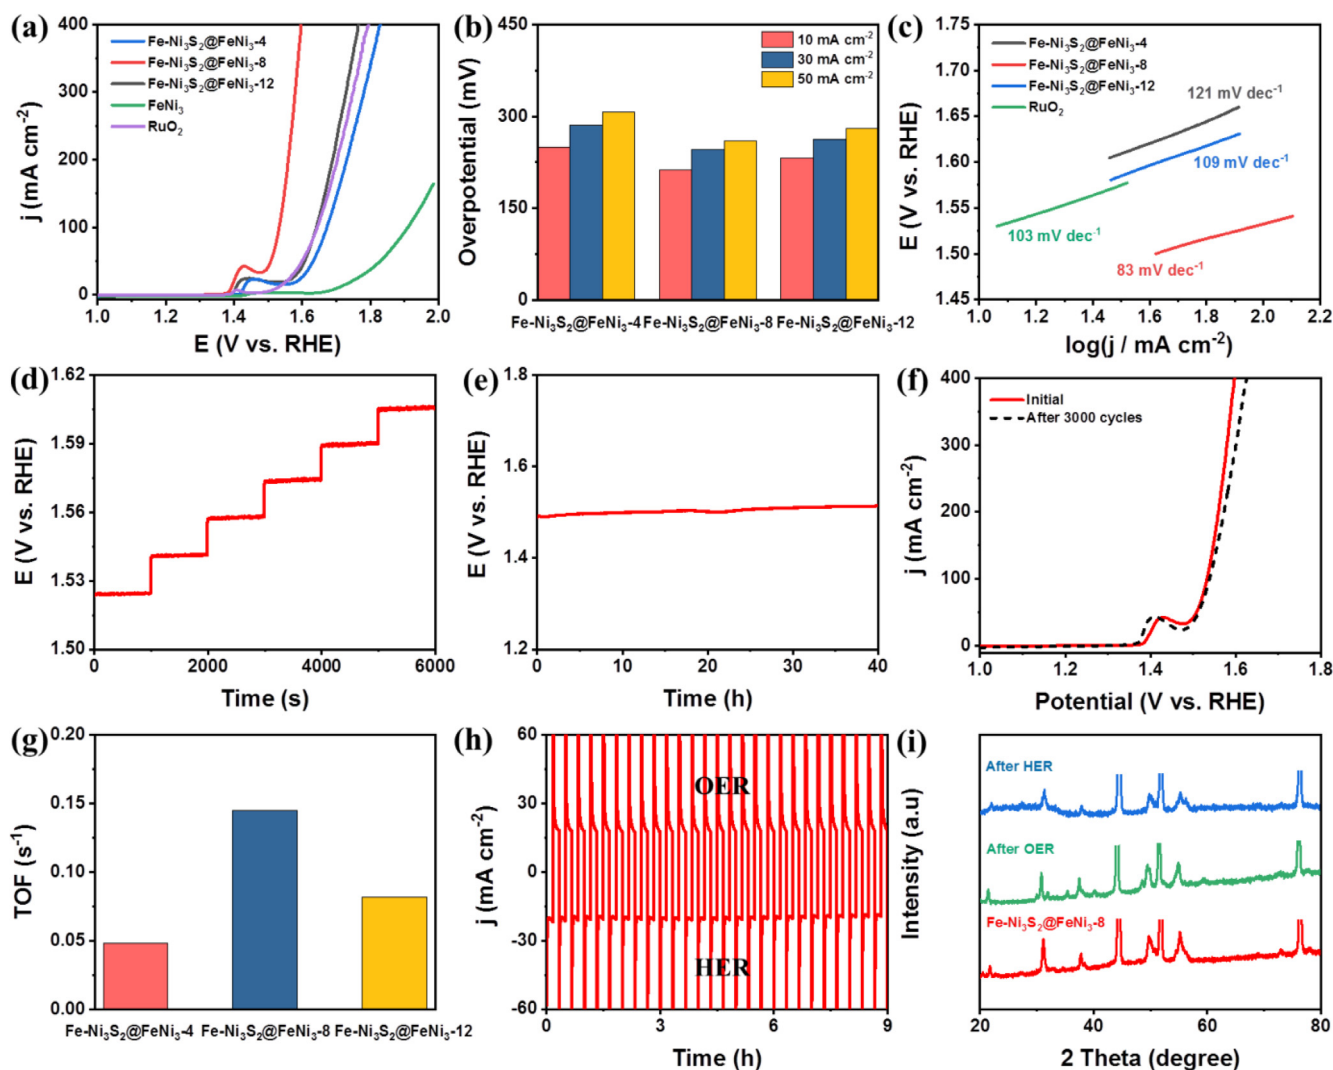 (a)
400
300
200
100
0
j (mA cm⁻²)
Fe-Ni₃S₂@FeNi₃-4
Fe-Ni₃S₂@FeNi₃-8
Fe-Ni₃S₂@FeNi₃-12
FeNi₃
RuO₂
1.0 1.2 1.4 1.6 1.8 2.0
E (V vs. RHE)
(b)
450
300
150
0
Overpotential (mV)
10 mA cm⁻²
30 mA cm⁻²
50 mA cm⁻²
Fe-Ni₃S₂@FeNi₃-4 Fe-Ni₃S₂@FeNi₃-8 Fe-Ni₃S₂@FeNi₃-12
(c)
1.75
1.70
1.65
1.60
1.55
1.50
1.45
E (V vs. RHE)
Fe-Ni₃S₂@FeNi₃-4
Fe-Ni₃S₂@FeNi₃-8
Fe-Ni₃S₂@FeNi₃-12
RuO₂
121 mV dec⁻¹
109 mV dec⁻¹
103 mV dec⁻¹
83 mV dec⁻¹
1.0 1.2 1.4 1.6 1.8 2.0 2.2
log(j / mA cm⁻²)
(d)
1.62
1.59
1.56
1.53
1.50
E (V vs. RHE)
0 2000 4000 6000
Time (s)
(e)
1.8
1.6
1.4
1.2
E (V vs. RHE)
0 10 20 30 40
Time (h)
(f)
400
300
200
100
0
j (mA cm⁻²)
Initial
After 3000 cycles
1.0 1.2 1.4 1.6 1.8
Potential (V vs. RHE)
(g)
0.20
0.15
0.10
0.05
0.00
TOF (s⁻¹)
Fe-Ni₃S₂@FeNi₃-4 Fe-Ni₃S₂@FeNi₃-8 Fe-Ni₃S₂@FeNi₃-12
(h)
60
30
0
-30
-60
j (mA cm⁻²)
OER
HER
0 3 6 9
Time (h)
(i)
Intensity (a.u)
After HER
After OER
Fe-Ni₃S₂@FeNi₃-8
20 40 60 80
2 Theta (degree)